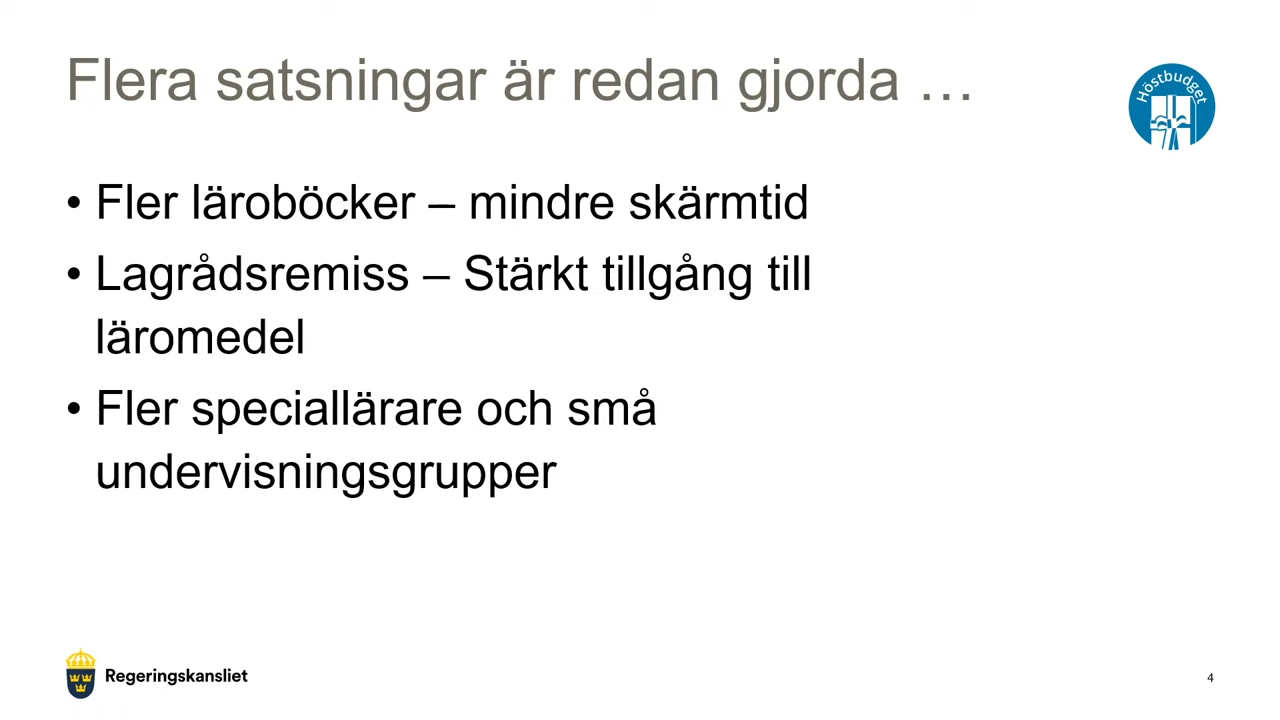 Flera satsningar är redan gjorda …
Höstbudget
• Fler läroböcker – mindre skärmtid
• Lagrådsremiss – Stärkt tillgång till
läromedel
• Fler speciallärare och små
undervisningsgrupper
Regeringskansliet
4